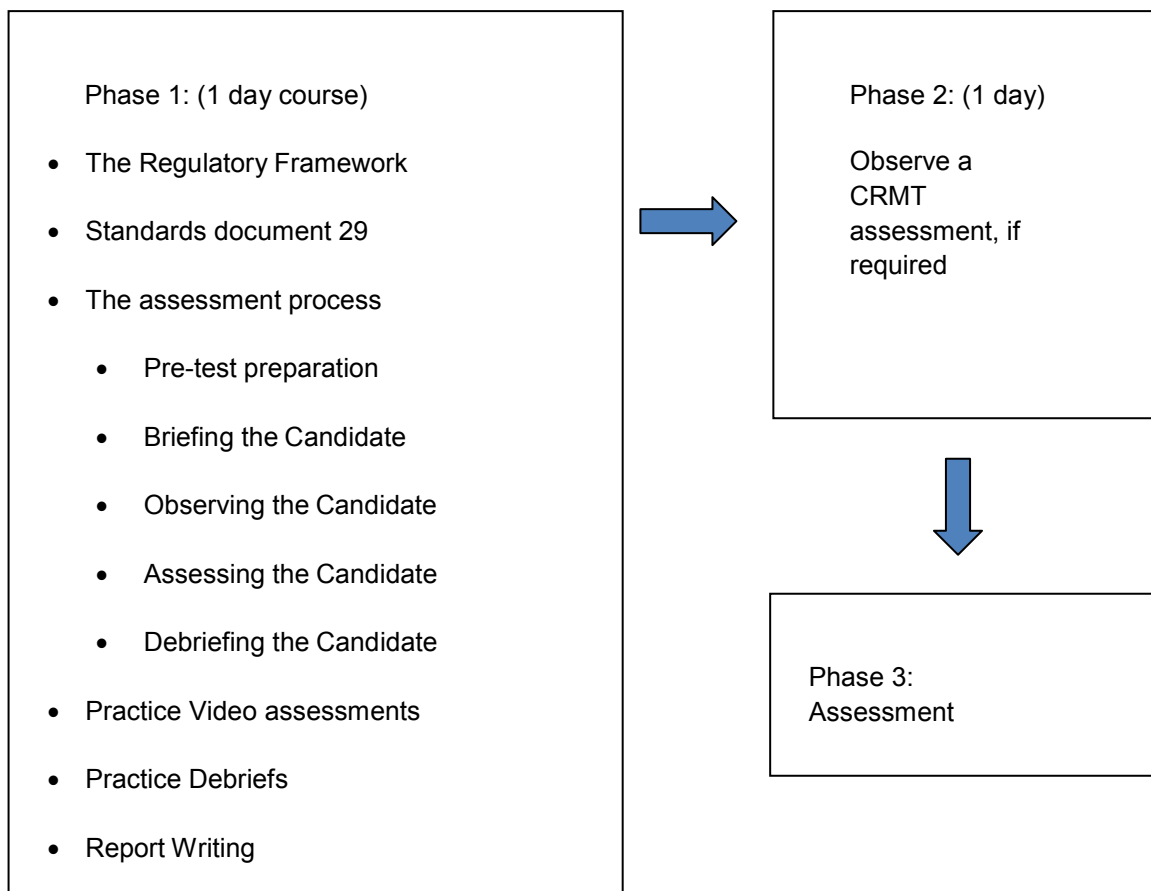 Phase 1: (1 day course)
• The Regulatory Framework
• Standards document 29
• The assessment process
• Pre-test preparation
• Briefing the Candidate
• Observing the Candidate
• Assessing the Candidate
• Debriefing the Candidate
• Practice Video assessments
• Practice Debriefs
• Report Writing
Phase 2: (1 day)
Observe a
CRMT
assessment, if
required
Phase 3:
Assessment